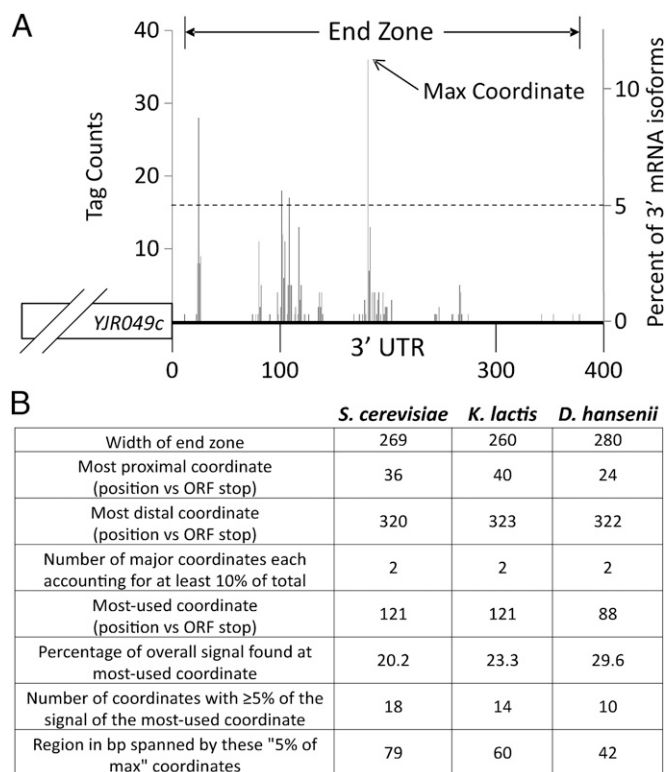 A
End Zone
Max Coordinate
Tag Counts
40
30
20
10
Percent of 3' mRNA isoforms
10
5
0
YJR049c
3' UTR
0
100
300
400
B
S. cerevisiae K. lactis D. hansenii
Width of end zone 269 260 280
Most proximal coordinate
(position vs ORF stop) 36 40 24
Most distal coordinate
(position vs ORF stop) 320 323 322
Number of major coordinates each
accounting for at least 10% of total 2 2 2
Most-used coordinate
(position vs ORF stop) 121 121 88
Percentage of overall signal found at
most-used coordinate 20.2 23.3 29.6
Number of coordinates with ≥5% of the
signal of the most-used coordinate 18 14 10
Region in bp spanned by these "5% of
max" coordinates 79 60 42